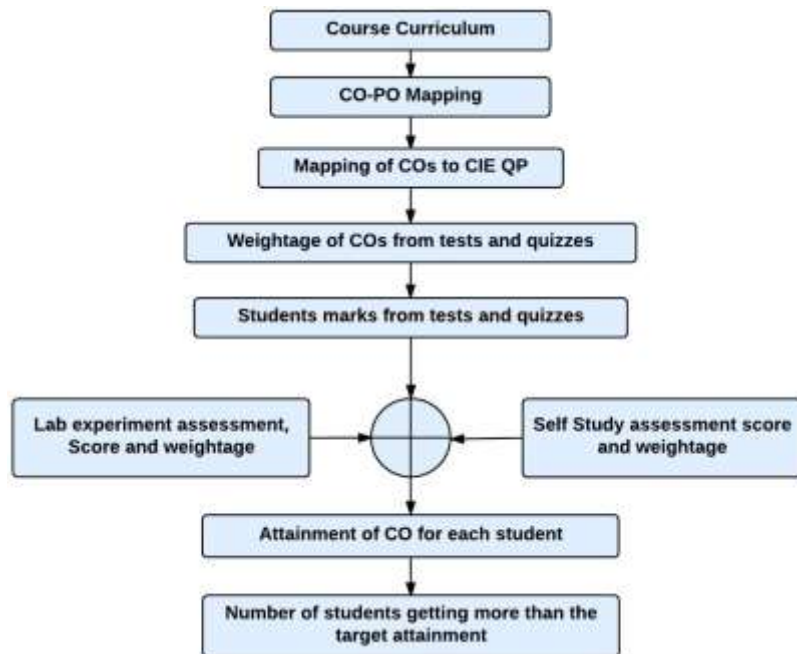 Course Curriculum
CO-PO Mapping
Mapping of COs to CIE QP
Weightage of COs from tests and quizzes
Students marks from tests and quizzes
Lab experiment assessment,
Score and weightage
Self Study assessment score
and weightage
Attainment of CO for each student
Number of students getting more than the
target attainment